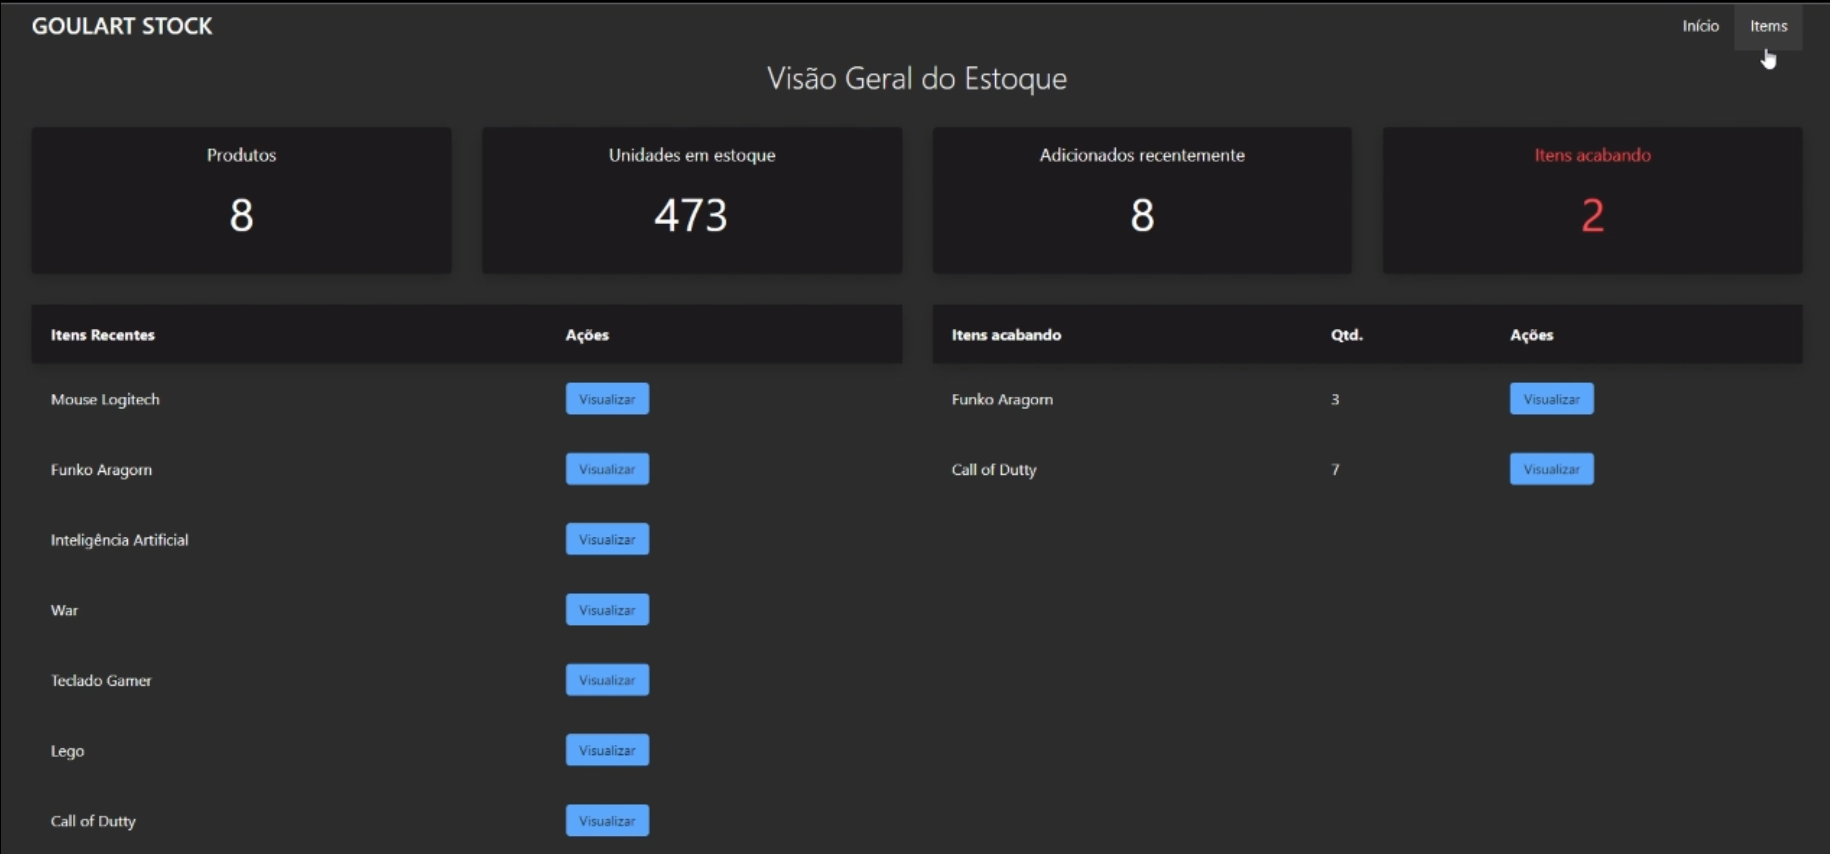 GOULART STOCK
Início Items
Visão Geral do Estoque
Produtos
8
Unidades em estoque
473
Adicionados recentemente
8
Itens acabando
2
Itens Recentes Ações
Mouse Logitech Visualizar
Funko Aragorn Visualizar
Inteligência Artificial Visualizar
War Visualizar
Teclado Gamer Visualizar
Lego Visualizar
Call of Dutty Visualizar
Itens acabando Qtd. Ações
Funko Aragorn 3 Visualizar
Call of Dutty 7 Visualizar